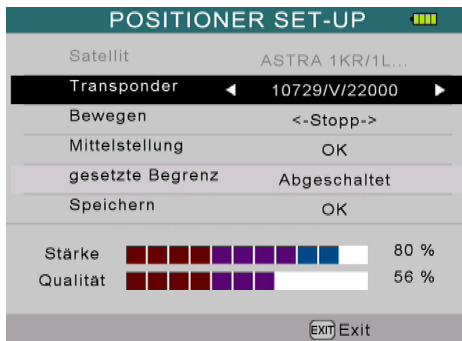 POSITIONER SET-UP
Satellit ASTRA 1KR/1L...
Transponder 10729/V/22000
Bewegen <-Stopp->
Mittelstellung OK
gesetzte Begrenz Abgeschaltet
Speichern OK
Stärke 80 %
Qualität 56 %
EXIT Exit